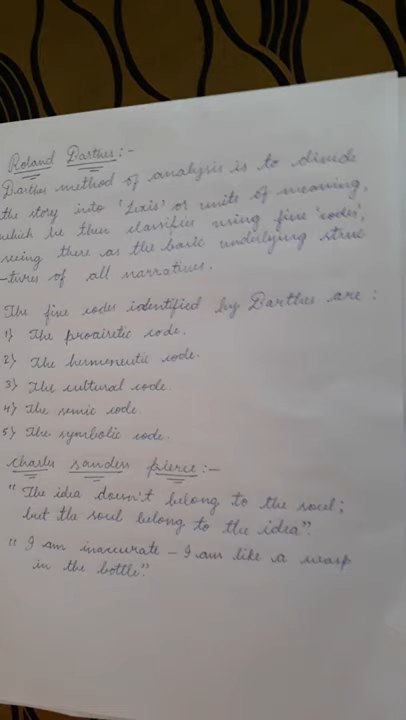 Roland Barthes :-
Barthes method of analysis is to divide
the story into 'Lexis' or units of meaning,
which he then classifies using five 'codes',
seeing these as the basic underlying struc
-tures of all narratives.
The five codes identified by Barthes are :
1) The proairetic code.
2) The hermeneutic code.
3) The cultural code.
4) The semic code.
5) The symbolic code.
Charles sanders pierce :-
"The idea doesn't belong to the soul;
but the soul belong to the idea".
"I am inaccurate - I am like a wasp
in the bottle."